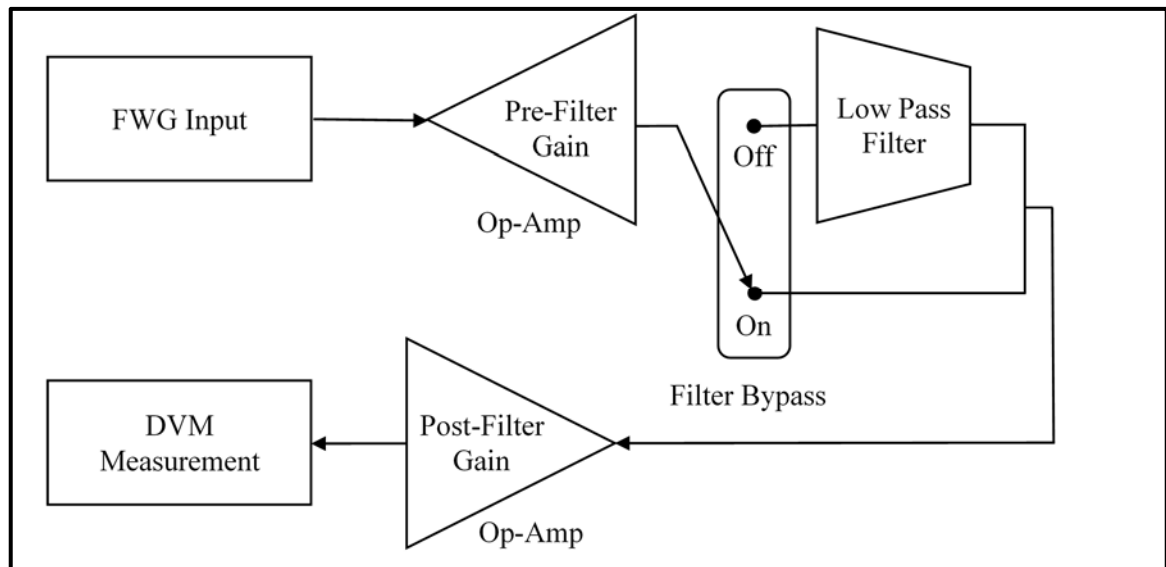 FWG Input
Pre-Filter
Gain
Op-Amp
Off
On
Filter Bypass
Low Pass
Filter
Post-Filter
Gain
Op-Amp
DVM
Measurement